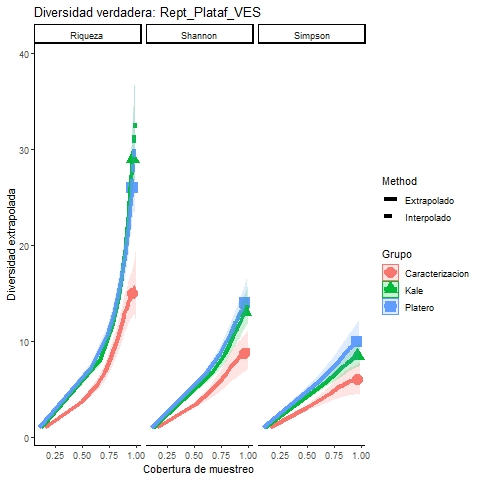 Diversidad verdadera: Rept_Plataf_VES
Riqueza Shannon Simpson
40
30
20
10
0
Diversidad extrapolada
0.25 0.50 0.75 1.00 0.25 0.50 0.75 1.00 0.25 0.50 0.75 1.00
Cobertura de muestreo
Method
Extrapolado
Interpolado
Grupo
Caracterizacion
Kale
Platero